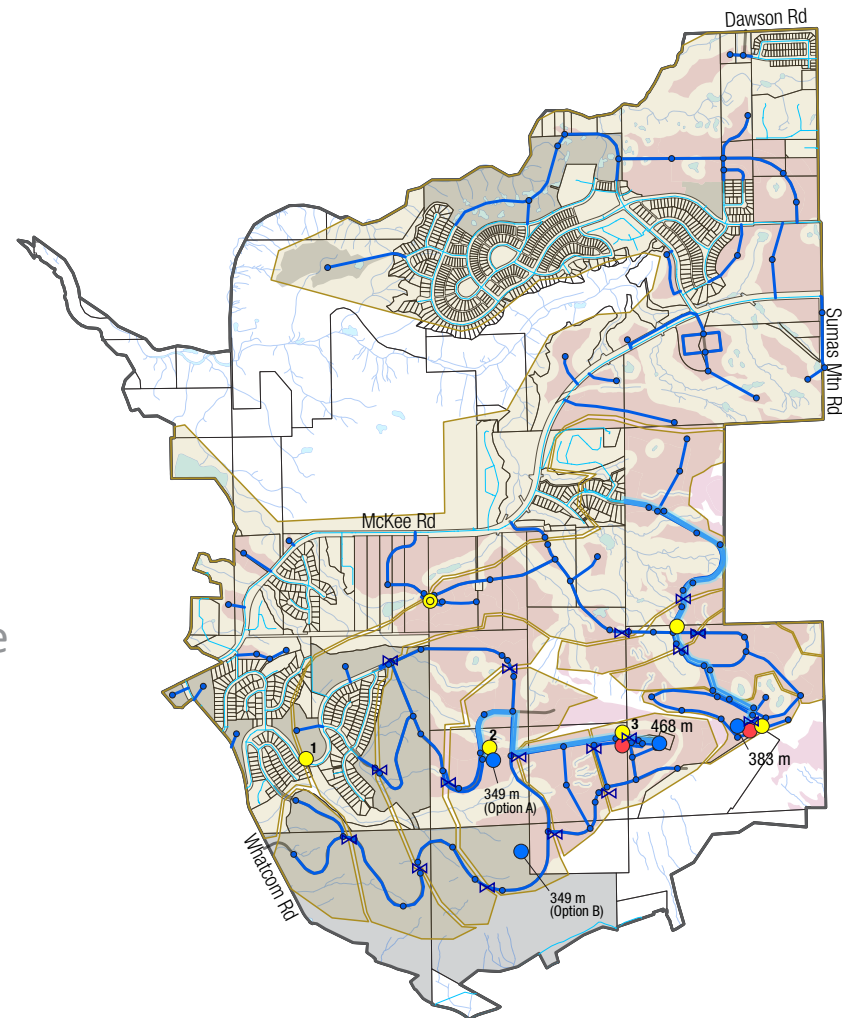 Dawson Rd
Sumas Mtn Rd
McKee Rd
e
1
2
3
468 m
383 m
349 m
(Option A)
349 m
(Option B)
Whatcom Rd